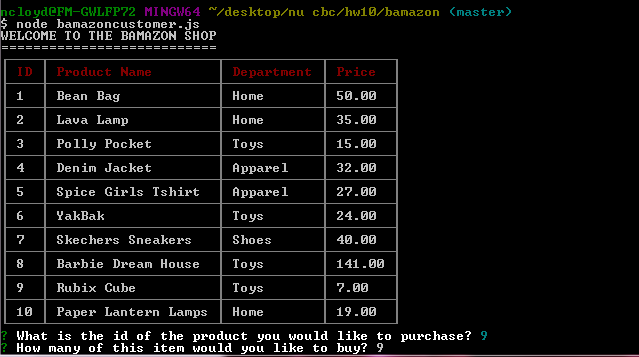 ncloyd@FM-GWLFP72 MINGW64 ~/desktop/nu cbc/hw10/bamazon (master)
$ node bamazoncustomer.js
WELCOME TO THE BAMAZON SHOP
===========================
ID Product Name Department Price
1 Bean Bag Home 50.00
2 Lava Lamp Home 35.00
3 Polly Pocket Toys 15.00
4 Denim Jacket Apparel 32.00
5 Spice Girls Tshirt Apparel 27.00
6 YakBak Toys 24.00
7 Skechers Sneakers Shoes 40.00
8 Barbie Dream House Toys 141.00
9 Rubix Cube Toys 7.00
10 Paper Lantern Lamps Home 19.00
? What is the id of the product you would like to purchase? 9
? How many of this item would you like to buy? 9